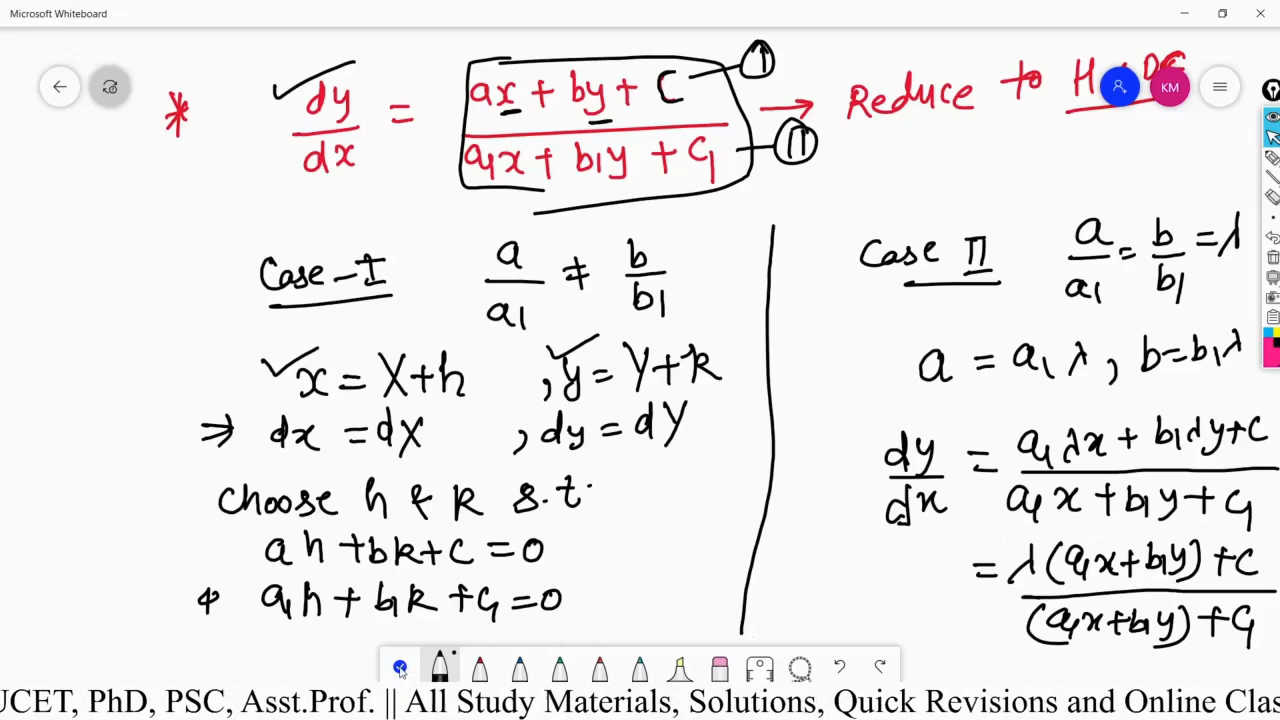 Microsoft Whiteboard
* dy/dx = (ax + by + C)/(a₁x + b₁y + C₁) → Reduce to H
I
II
KM
Case - I a/a₁ ≠ b/b₁
x = X+h , y = Y+k
⇒ dx = dX , dy = dY
Choose h & k s.t.
ah + bk + c = 0
& a₁h + b₁k + c₁ = 0
Case II a/a₁ = b/b₁ = λ
a = a₁λ , b = b₁λ
dy/dx = (a₁λx + b₁λy + c)/(a₁x + b₁y + c₁)
= (λ(a₁x + b₁y) + c)/((a₁x + b₁y) + c₁)
UCET, PhD, PSC, Asst.Prof. || All Study Materials, Solutions, Quick Revisions and Online Clas